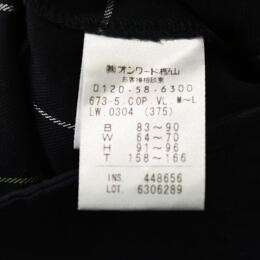 ㈱オンワード樫山
お客様相談室
0120-58-6300
673-5.COP.VL.M~L
LW.0304 (375)
B 83~90
W 64~70
H 91~96
T 158~166
INS. 448656
LOT. 6306289